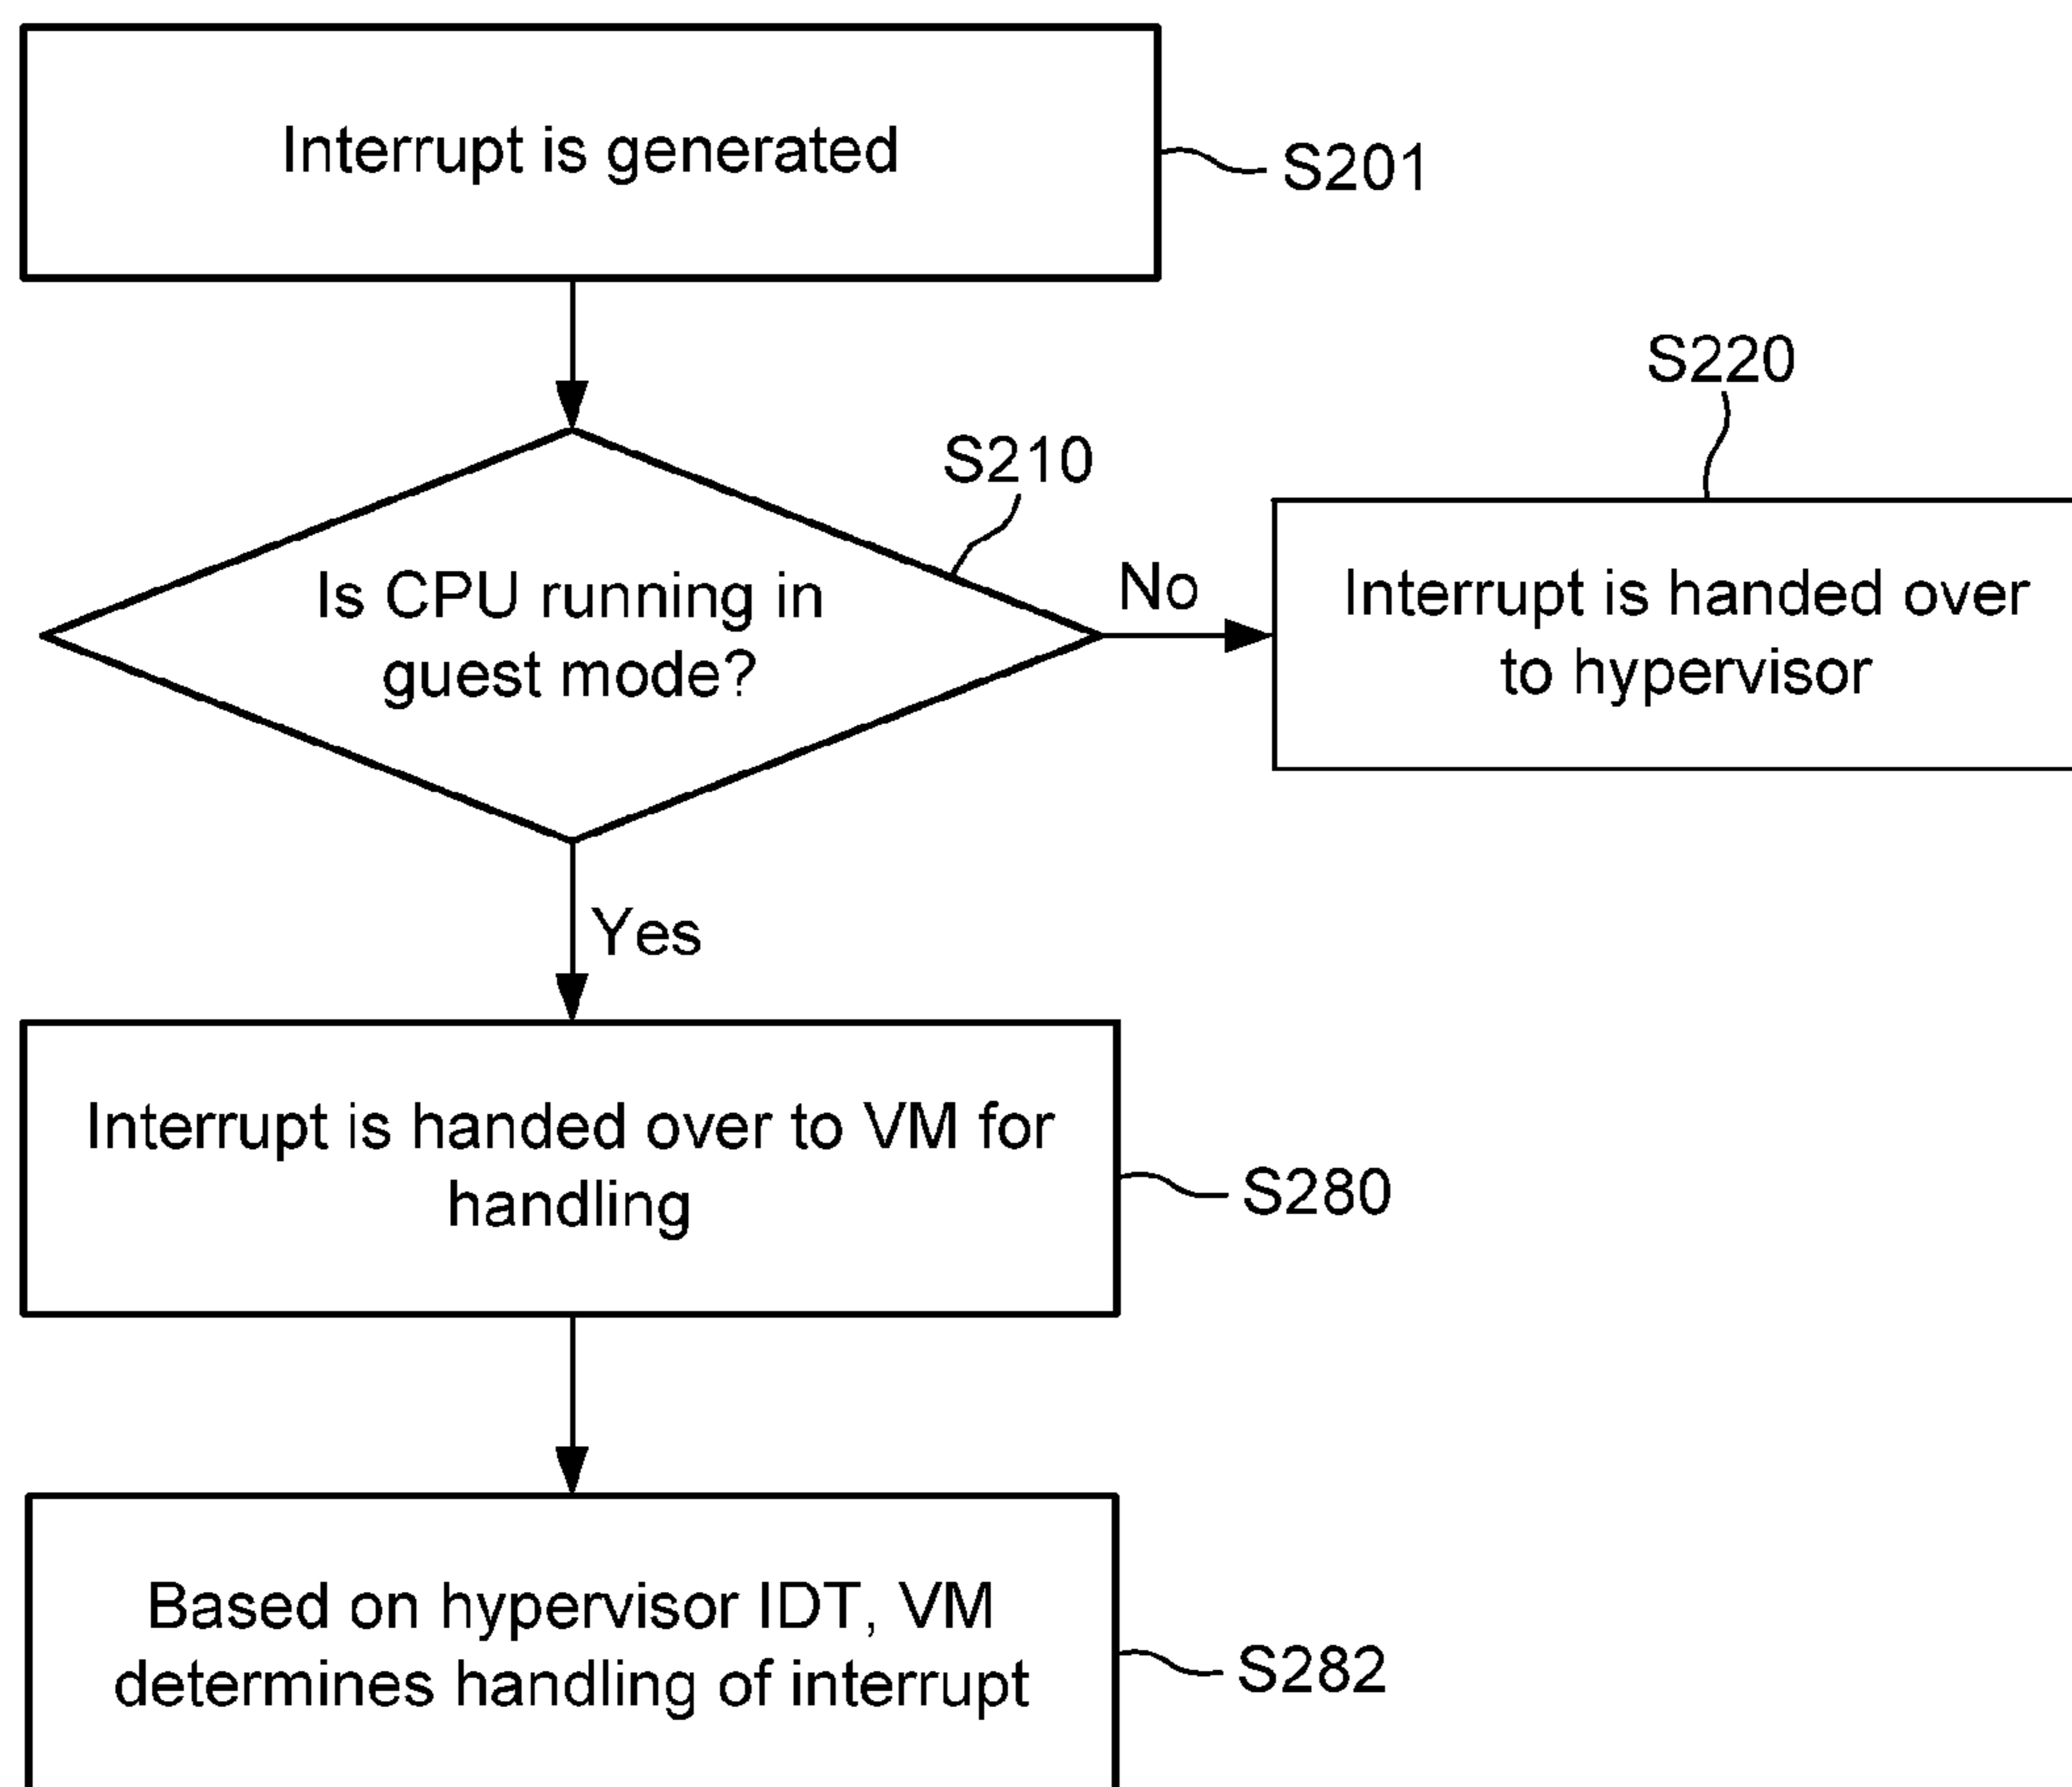 Interrupt is generated
S201
S220
S210
Is CPU running in
guest mode?
No
Interrupt is handed over
to hypervisor
Yes
Interrupt is handed over to VM for
handling
S280
Based on hypervisor IDT, VM
determines handling of interrupt
S282